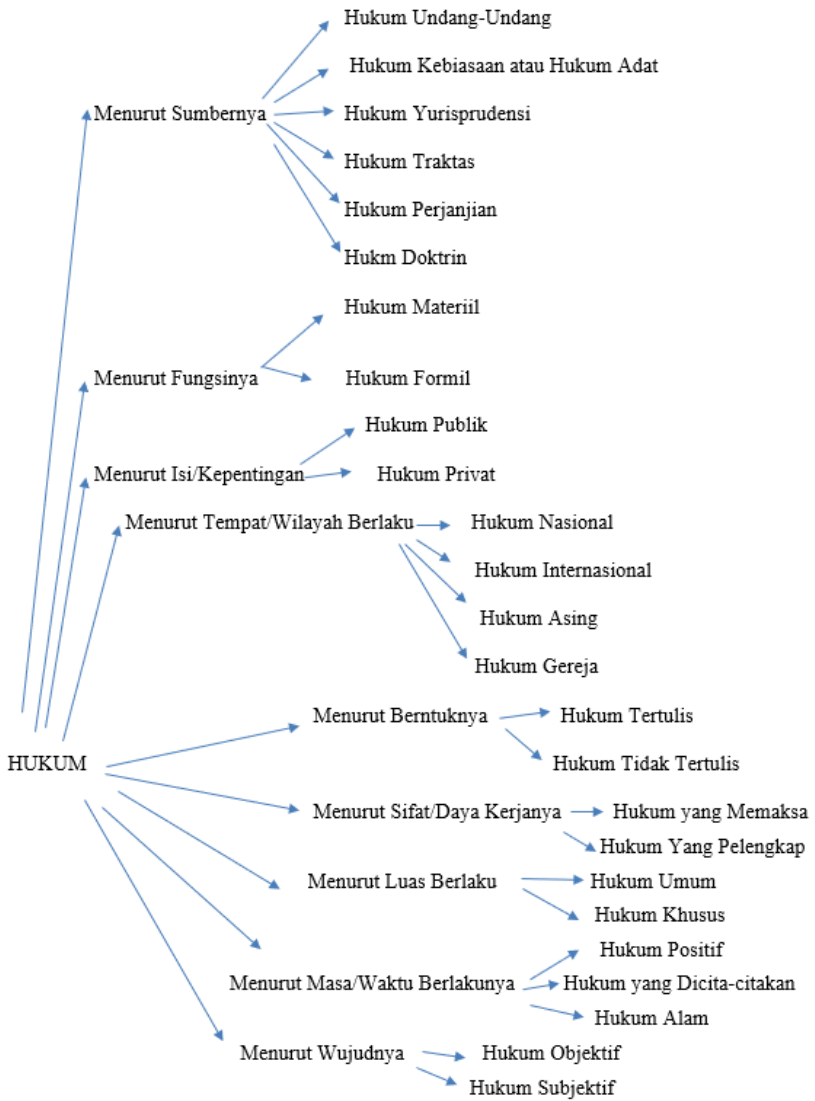 Hukum Undang-Undang
Hukum Kebiasaan atau Hukum Adat
Menurut Sumbernya
Hukum Yurisprudensi
Hukum Traktas
Hukum Perjanjian
Hukm Doktrin
Hukum Materiil
Menurut Fungsinya
Hukum Formil
Hukum Publik
Menurut Isi/Kepentingan
Hukum Privat
Menurut Tempat/Wilayah Berlaku
Hukum Nasional
Hukum Internasional
Hukum Asing
Hukum Gereja
Menurut Berntuknya
Hukum Tertulis
HUKUM
Hukum Tidak Tertulis
Menurut Sifat/Daya Kerjanya
Hukum yang Memaksa
Hukum Yang Pelengkap
Menurut Luas Berlaku
Hukum Umum
Hukum Khusus
Hukum Positif
Menurut Masa/Waktu Berlakunya
Hukum yang Dicita-citakan
Hukum Alam
Menurut Wujudnya
Hukum Objektif
Hukum Subjektif